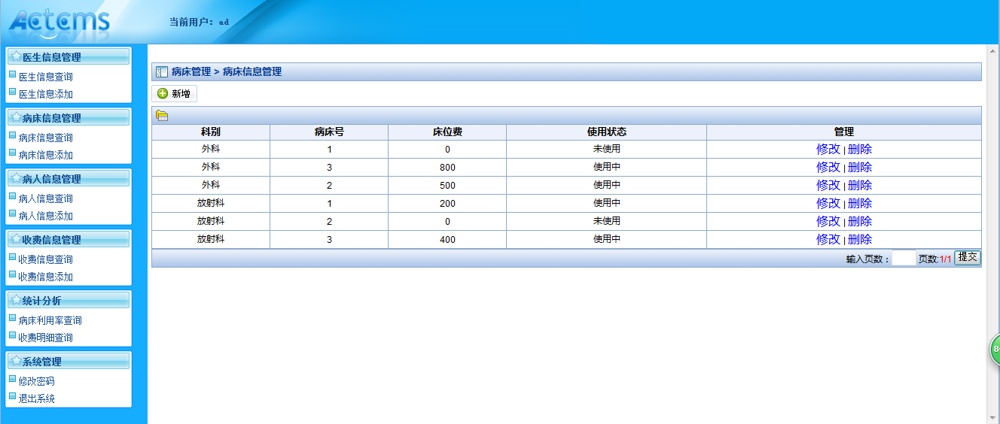 Aetcms
当前用户：ad
医生信息管理
医生信息查询
医生信息添加
病床信息管理
病床信息查询
病床信息添加
病人信息管理
病人信息查询
病人信息添加
收费信息管理
收费信息查询
收费信息添加
统计分析
病床利用率查询
收费明细查询
系统管理
修改密码
退出系统
病床管理 > 病床信息管理
新增
科别 病床号 床位费 使用状态 管理
外科 1 0 未使用 修改 | 删除
外科 3 800 使用中 修改 | 删除
外科 2 500 使用中 修改 | 删除
放射科 1 200 使用中 修改 | 删除
放射科 2 0 未使用 修改 | 删除
放射科 3 400 使用中 修改 | 删除
输入页数： 页数:1/1 提交